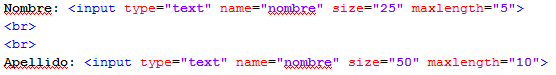 Nombre: <input type="text" name="nombre" size="25" maxlength="5">
<br>
<br>
Apellido: <input type="text" name="nombre" size="50" maxlength="10">